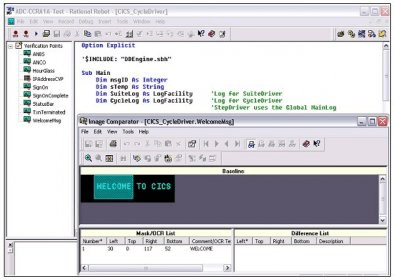 ADC-CCRA1A-Test - Rational Robot - [CICS_CycleDriver]
File Edit View Record Debug Insert Tools Window Help
Verification Points
ANBS
ANCO
HourGlass
IPAddressCVP
SignOn
SignOnComplete
StatusBar
TxnTerminated
WelcomeMsg
Option Explicit
'$INCLUDE: "DDEngine.sbh"
Sub Main
Dim msgID As Integer
Dim sTemp As String
Dim SuiteLog As LogFacility 'Log For SuiteDriver
Dim CycleLog As LogFacility 'Log For CycleDriver
'StepDriver uses the Global MainLog
Image Comparator - [CICS_CycleDriver.WelcomeMsg]
File Edit View Tools Help
Baseline
WELCOME TO CICS
Mask/OCR List
Number* Left Top Right Bottom Comment/OCR Te
1 30 0 117 52 WELCOME
Difference List
Left* Top Right Bottom Description